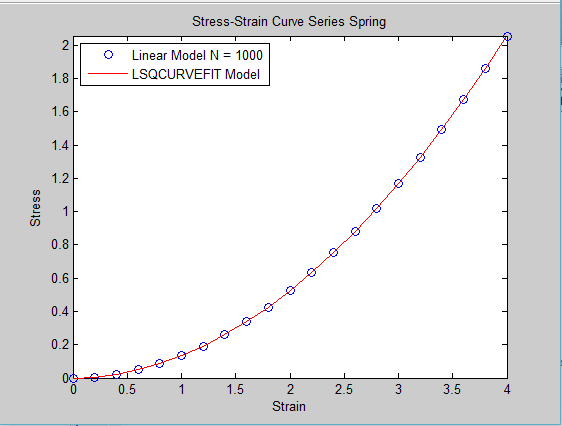 Stress-Strain Curve Series Spring
Linear Model N = 1000
LSQCURVEFIT Model
2
1.8
1.6
1.4
1.2
1
0.8
0.6
0.4
0.2
0
Stress
0 0.5 1 1.5 2 2.5 3 3.5 4
Strain